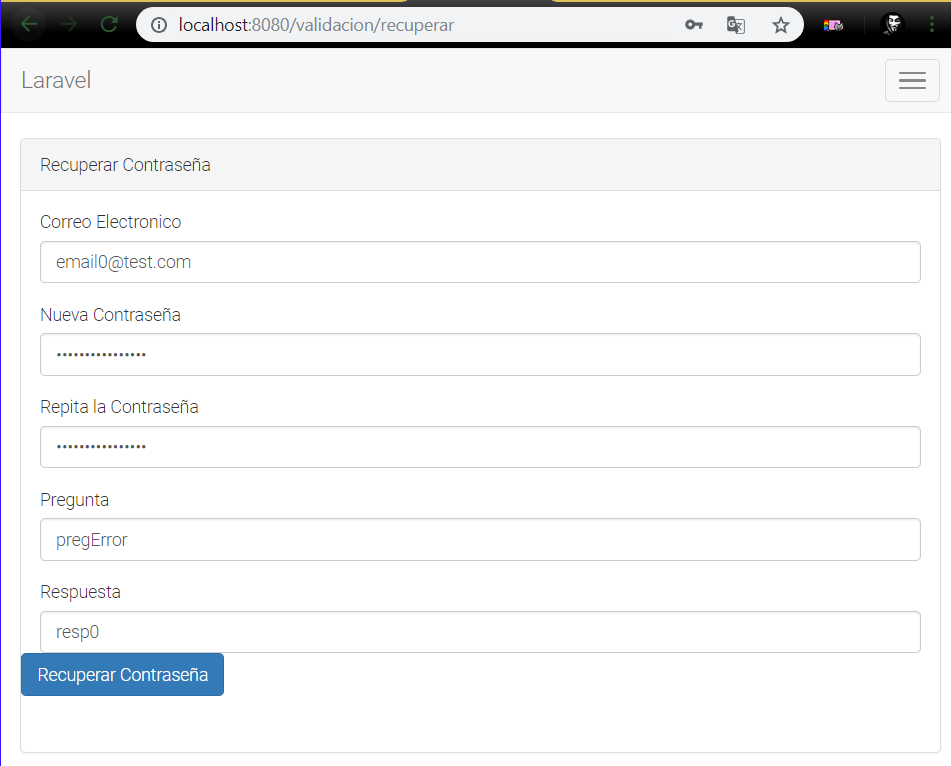 localhost:8080/validacion/recuperar
Laravel
Recuperar Contraseña
Correo Electronico
email0@test.com
Nueva Contraseña
••••••••••••••••
Repita la Contraseña
••••••••••••••••
Pregunta
pregError
Respuesta
resp0
Recuperar Contraseña